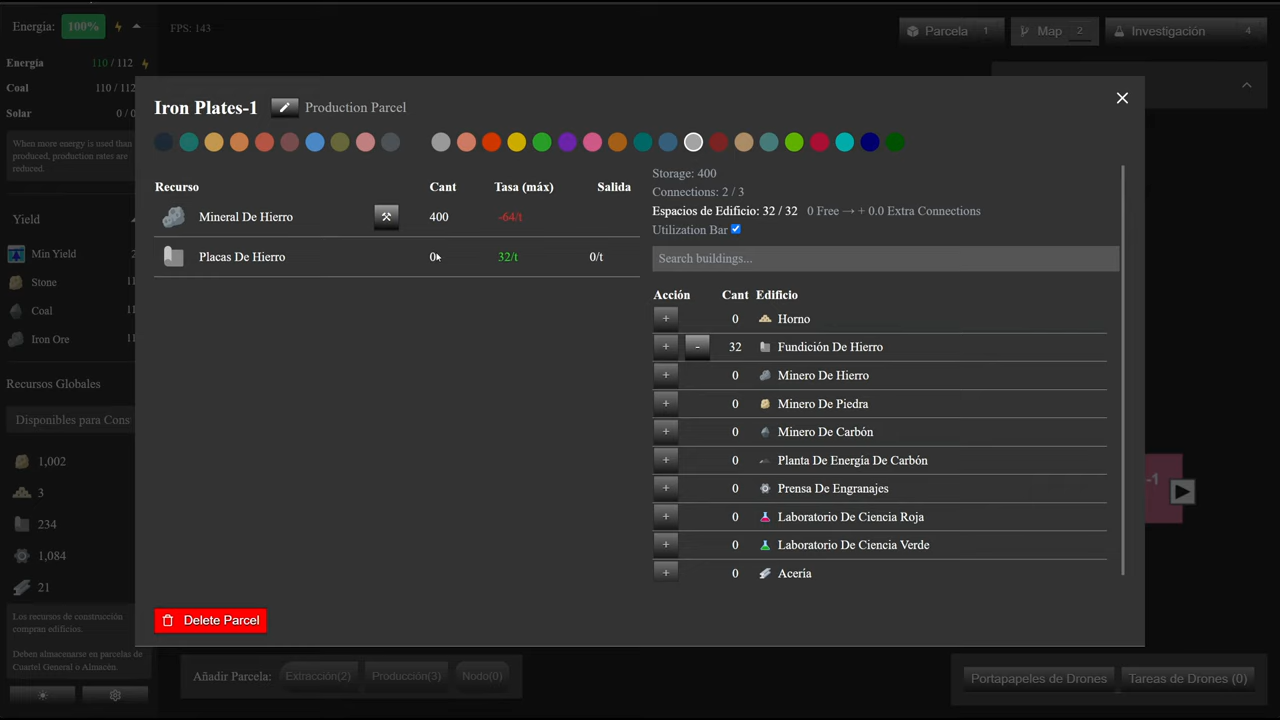 Energia: 100%
FPS: 143
Parcela 1
Map 2
Investigación 4
Energía 110 / 112
Coal 110 / 112
Solar 0 / 0
When more energy is used than
produced, production rates are
reduced.
Yield
Min Yield 2
Stone 11
Coal 11
Iron Ore 11
Recursos Globales
Disponibles para Cons
1,002
3
234
1,084
21
Los recursos de construcción
compran edificios.
Deben almacenarse en parcelas de
Cuartel General o Almacén.
Iron Plates-1 Production Parcel
Recurso Cant Tasa (máx) Salida
Mineral De Hierro 400 -64/t
Placas De Hierro 0 32/t 0/t
Delete Parcel
Storage: 400
Connections: 2 / 3
Espacios de Edificio: 32 / 32 0 Free → + 0.0 Extra Connections
Utilization Bar
Search buildings...
Acción Cant Edificio
+ 0 Horno
+ - 32 Fundición De Hierro
+ 0 Minero De Hierro
+ 0 Minero De Piedra
+ 0 Minero De Carbón
+ 0 Planta De Energía De Carbón
+ 0 Prensa De Engranajes
+ 0 Laboratorio De Ciencia Roja
+ 0 Laboratorio De Ciencia Verde
+ 0 Acería
-1
Añadir Parcela: Extracción(2) Producción(3) Nodo(0)
Portapapeles de Drones Tareas de Drones (0)